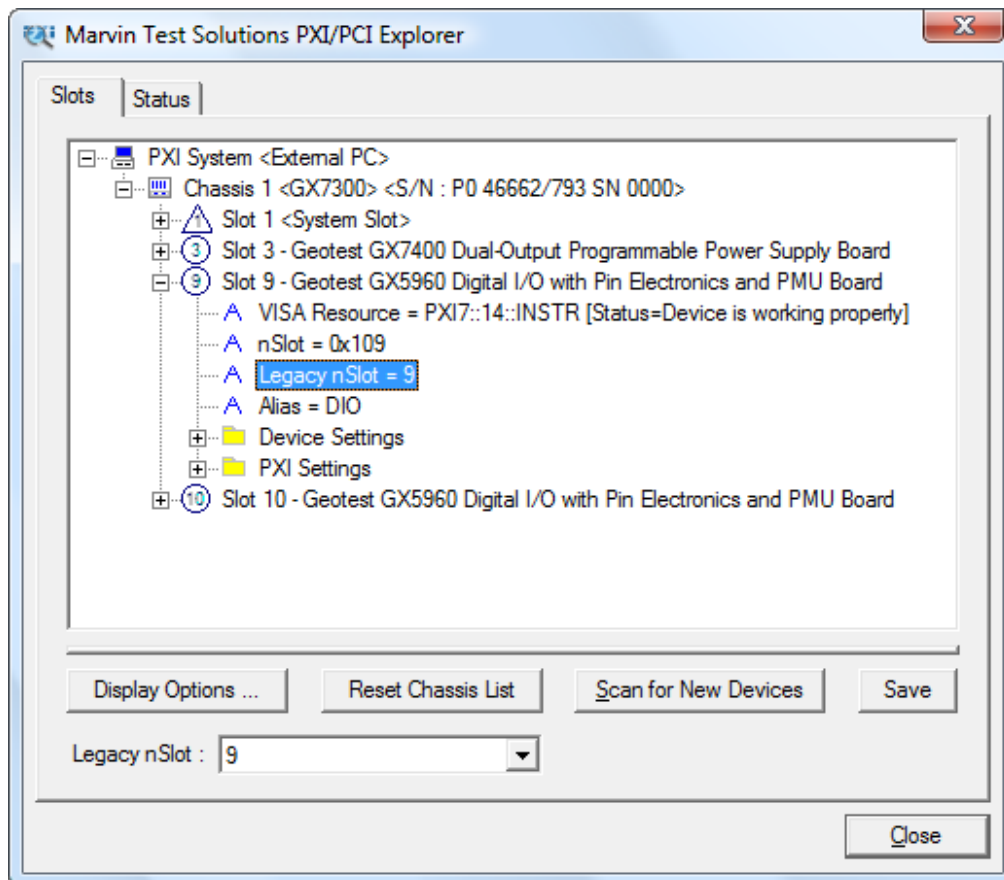 Marvin Test Solutions PXI/PCI Explorer
Slots Status
PXI System <External PC>
Chassis 1 <GX7300> <S/N : P0 46662/793 SN 0000>
1 Slot 1 <System Slot>
3 Slot 3 - Geotest GX7400 Dual-Output Programmable Power Supply Board
9 Slot 9 - Geotest GX5960 Digital I/O with Pin Electronics and PMU Board
A VISA Resource = PXI7::14::INSTR [Status=Device is working properly]
A nSlot = 0x109
A Legacy nSlot = 9
A Alias = DIO
Device Settings
PXI Settings
10 Slot 10 - Geotest GX5960 Digital I/O with Pin Electronics and PMU Board
Display Options ... Reset Chassis List Scan for New Devices Save
Legacy nSlot : 9
Close